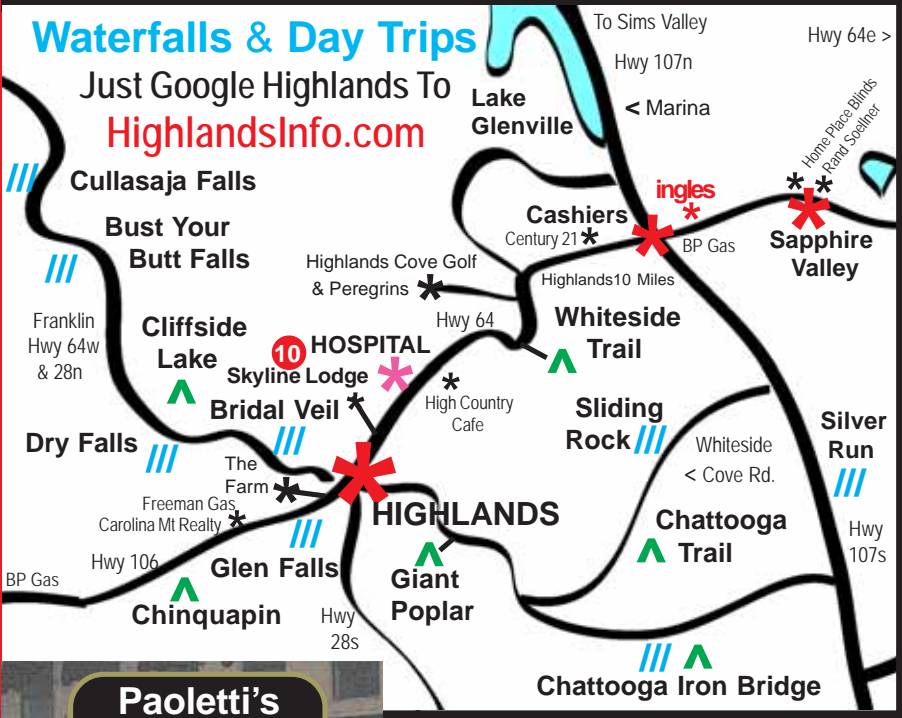 Waterfalls & Day Trips
Just Google Highlands To
HighlandsInfo.com
To Sims Valley
Hwy 64e >
Hwy 107n
Lake
Glenville
< Marina
Home Place Blinds
Rand Soellner
Cullasaja Falls
ingles
Bust Your
Butt Falls
Cashiers
Century 21
BP Gas
Sapphire
Valley
Highlands Cove Golf
& Peregrins
Highlands10 Miles
Franklin
Hwy 64w
& 28n
Cliffside
Lake
Hwy 64
Whiteside
Trail
10
HOSPITAL
Skyline Lodge
Bridal Veil
High Country
Cafe
Sliding
Rock
Silver
Run
Dry Falls
Whiteside
< Cove Rd.
The
Farm
Freeman Gas
Carolina Mt Realty
HIGHLANDS
Chattooga
Trail
Hwy
107s
Hwy 106
Glen Falls
BP Gas
Giant
Poplar
Chinquapin
Hwy
28s
Chattooga Iron Bridge
Paoletti's